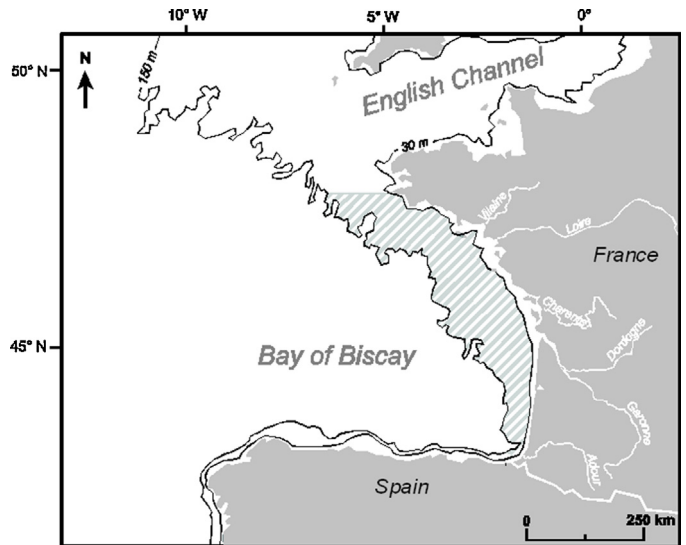 10° W
5° W
0°
50° N
150 m
N
English Channel
30 m
Vilaine
Loire
France
Charente
Dordogne
45° N
Bay of Biscay
Garonne
Adour
Spain
0
250 km